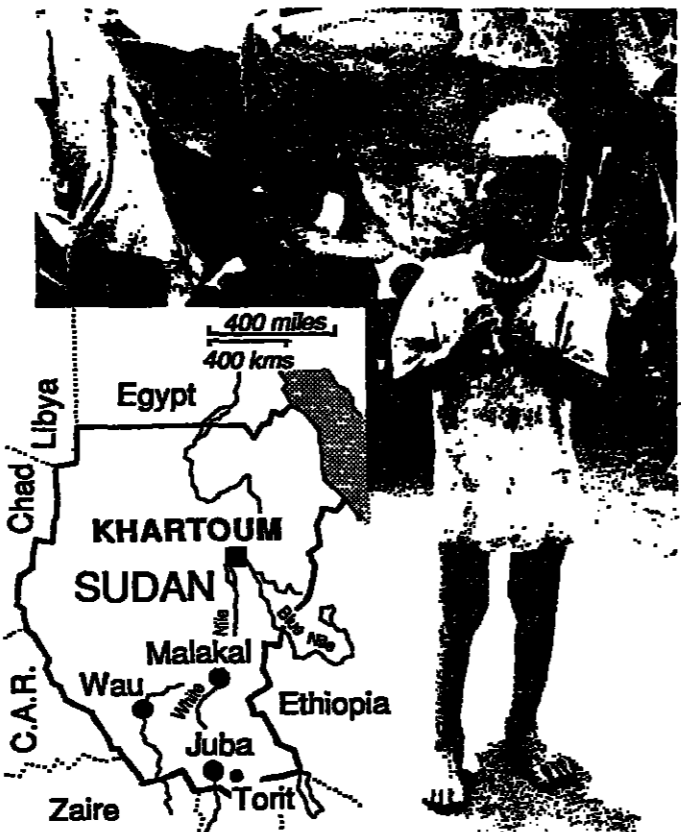 400 miles
400 kms
Egypt
Libya
Chad
KHARTOUM
SUDAN
Nile
Blue Nile
Malakal
Wau
White
C.A.R.
Ethiopia
Juba
Torit
Zaire